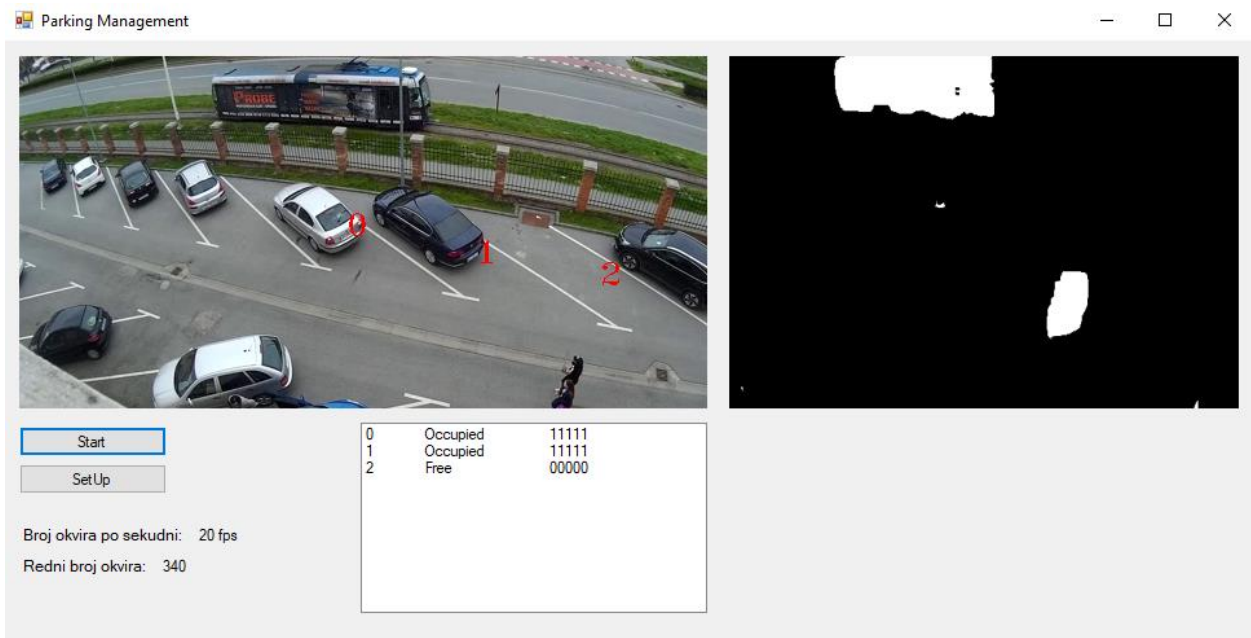 Parking Management
PROBE
0
1
2
Start
SetUp
Broj okvira po sekudni: 20 fps
Redni broj okvira: 340
0 Occupied 11111
1 Occupied 11111
2 Free 00000